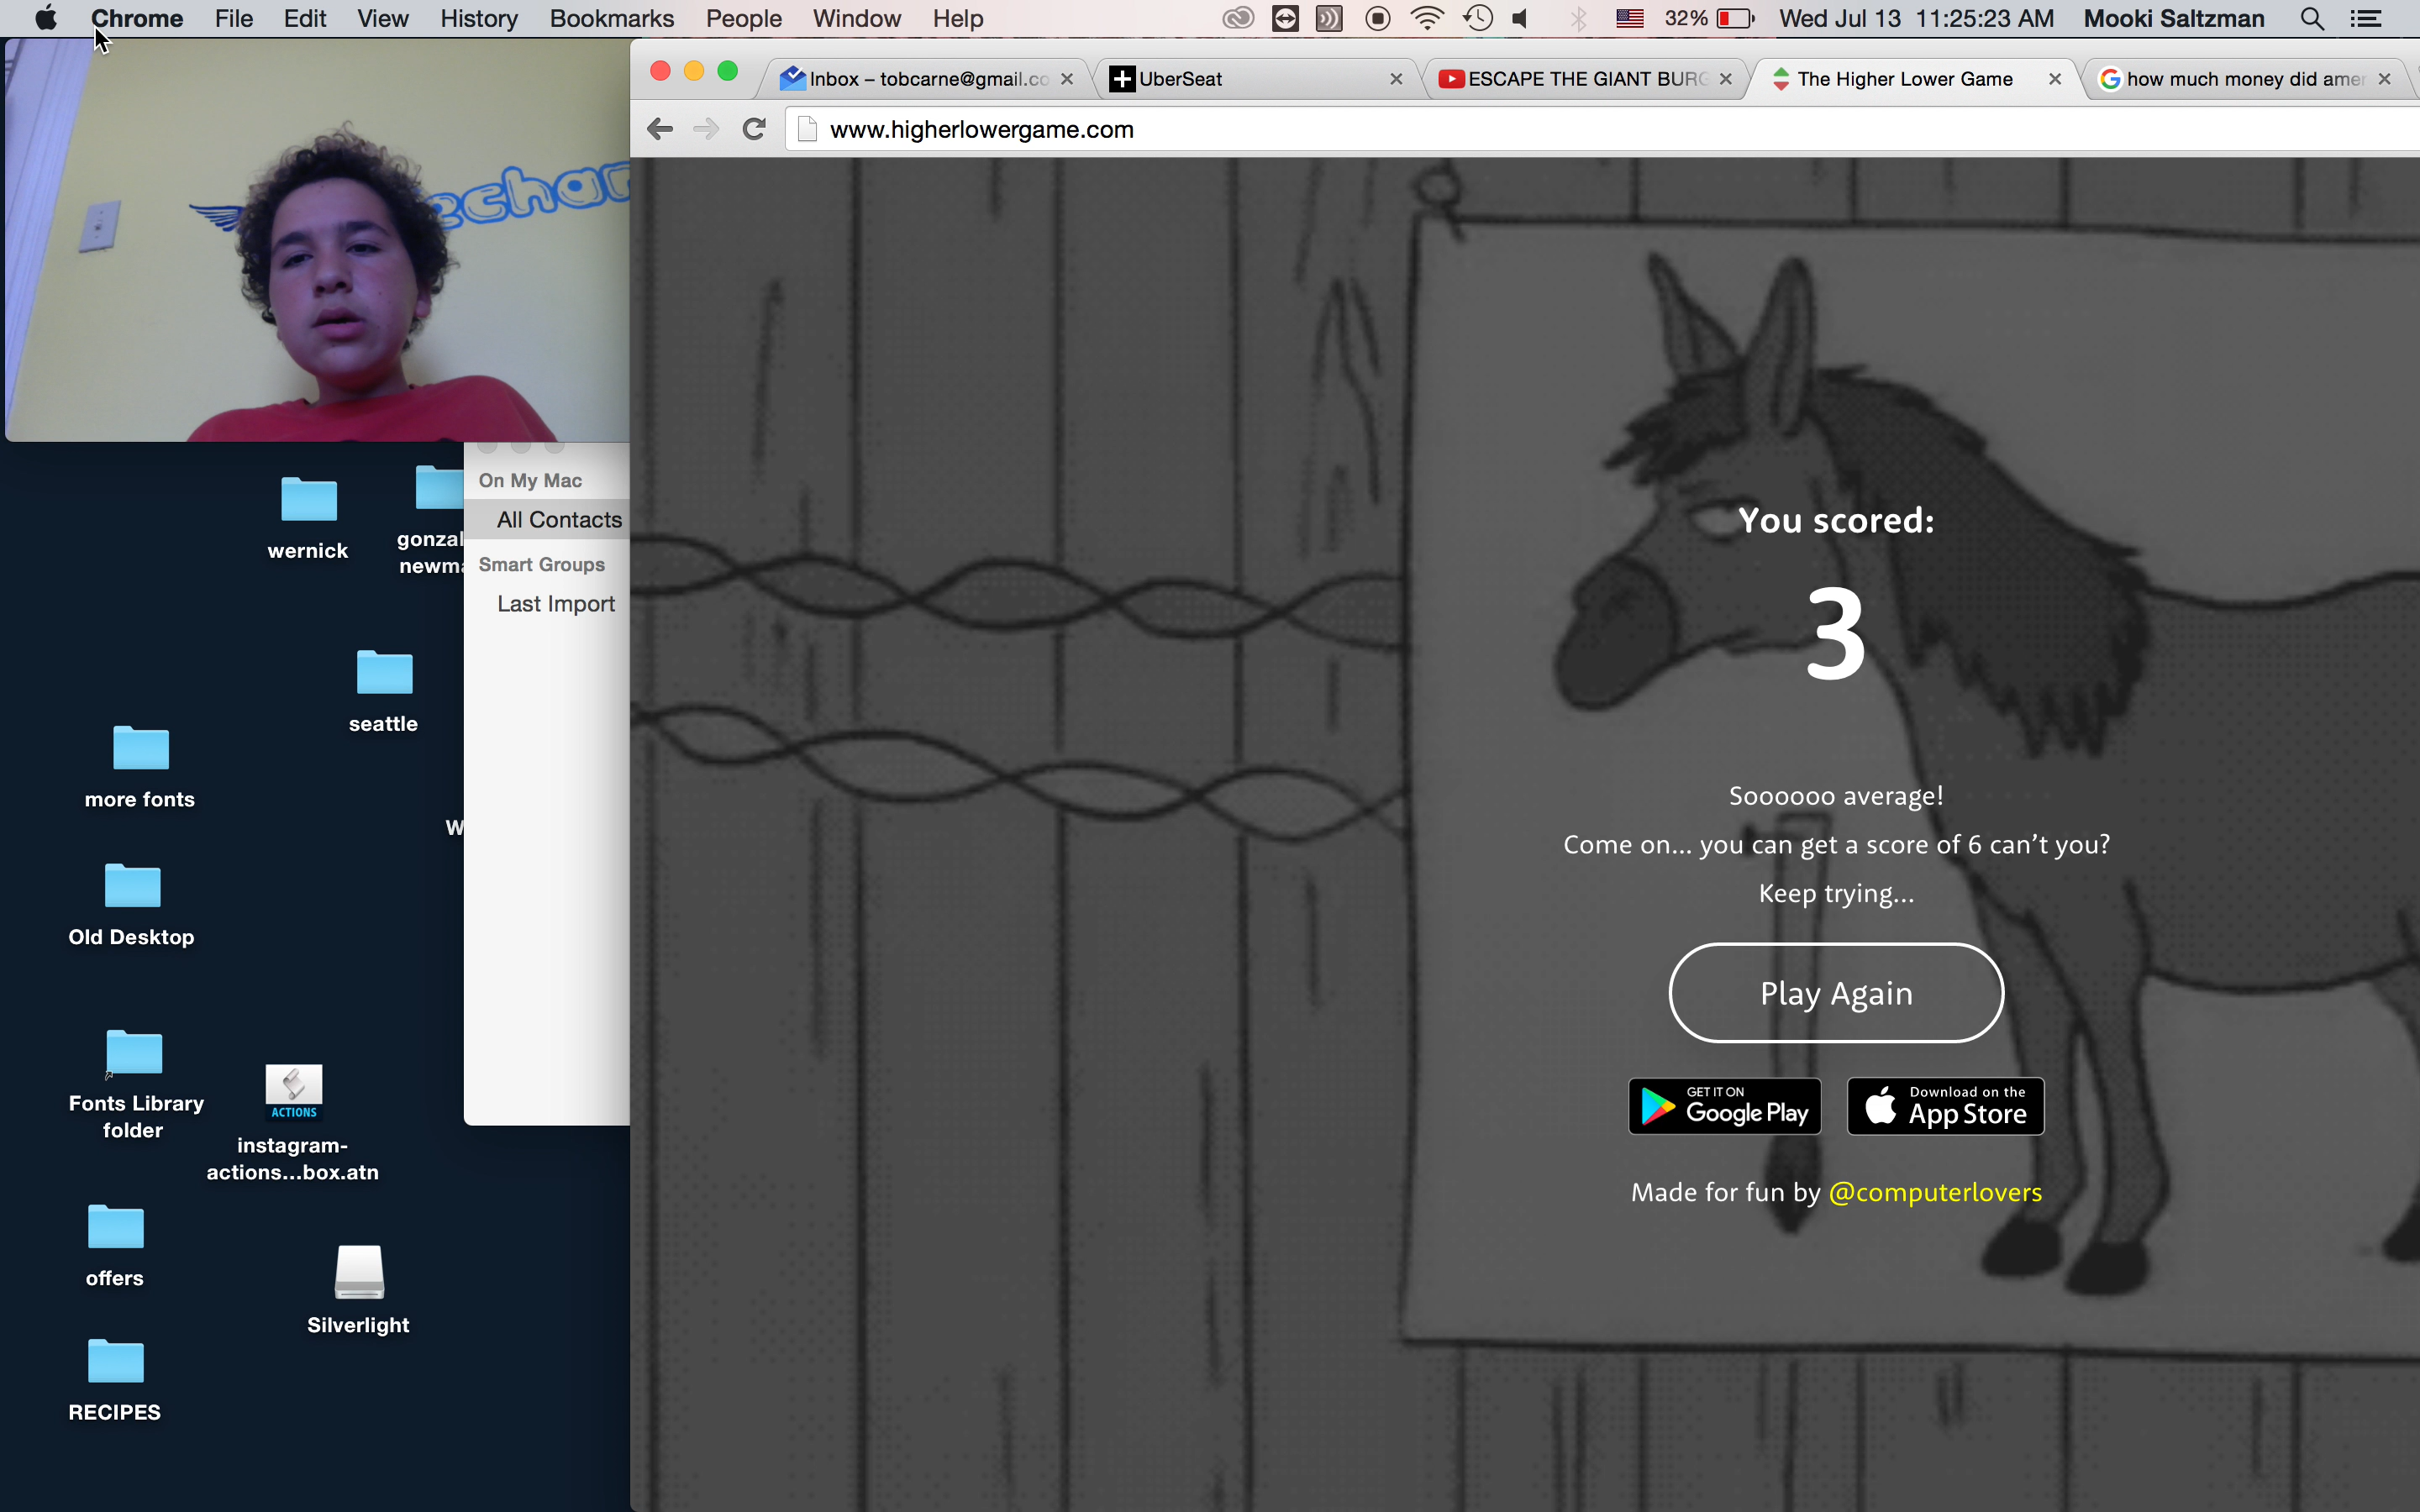 Chrome File Edit View History Bookmarks People Window Help 32% Wed Jul 13 11:25:23 AM Mooki Saltzman
Inbox – tobcarne@gmail.co
UberSeat
ESCAPE THE GIANT BURG
The Higher Lower Game
how much money did amer
www.higherlowergame.com
echan
On My Mac
All Contacts
Smart Groups
Last Import
wernick
gonzal
newma
seattle
more fonts
W
Old Desktop
Fonts Library
folder
ACTIONS
instagram-
actions...box.atn
offers
Silverlight
RECIPES
You scored:
3
Soooooo average!
Come on... you can get a score of 6 can't you?
Keep trying...
Play Again
GET IT ON
Google Play
Download on the
App Store
Made for fun by @computerlovers